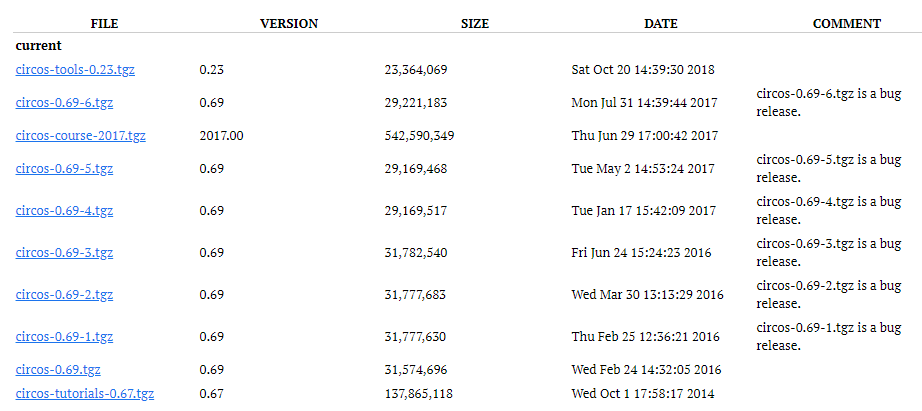 FILE VERSION SIZE DATE COMMENT
current
circos-tools-0.23.tgz 0.23 23,364,069 Sat Oct 20 14:39:30 2018
circos-0.69-6.tgz 0.69 29,221,183 Mon Jul 31 14:39:44 2017 circos-0.69-6.tgz is a bug
release.
circos-course-2017.tgz 2017.00 542,590,349 Thu Jun 29 17:00:42 2017
circos-0.69-5.tgz 0.69 29,169,468 Tue May 2 14:53:24 2017 circos-0.69-5.tgz is a bug
release.
circos-0.69-4.tgz 0.69 29,169,517 Tue Jan 17 15:42:09 2017 circos-0.69-4.tgz is a bug
release.
circos-0.69-3.tgz 0.69 31,782,540 Fri Jun 24 15:24:23 2016 circos-0.69-3.tgz is a bug
release.
circos-0.69-2.tgz 0.69 31,777,683 Wed Mar 30 13:13:29 2016 circos-0.69-2.tgz is a bug
release.
circos-0.69-1.tgz 0.69 31,777,630 Thu Feb 25 12:36:21 2016 circos-0.69-1.tgz is a bug
release.
circos-0.69.tgz 0.69 31,574,696 Wed Feb 24 14:32:05 2016
circos-tutorials-0.67.tgz 0.67 137,865,118 Wed Oct 1 17:58:17 2014